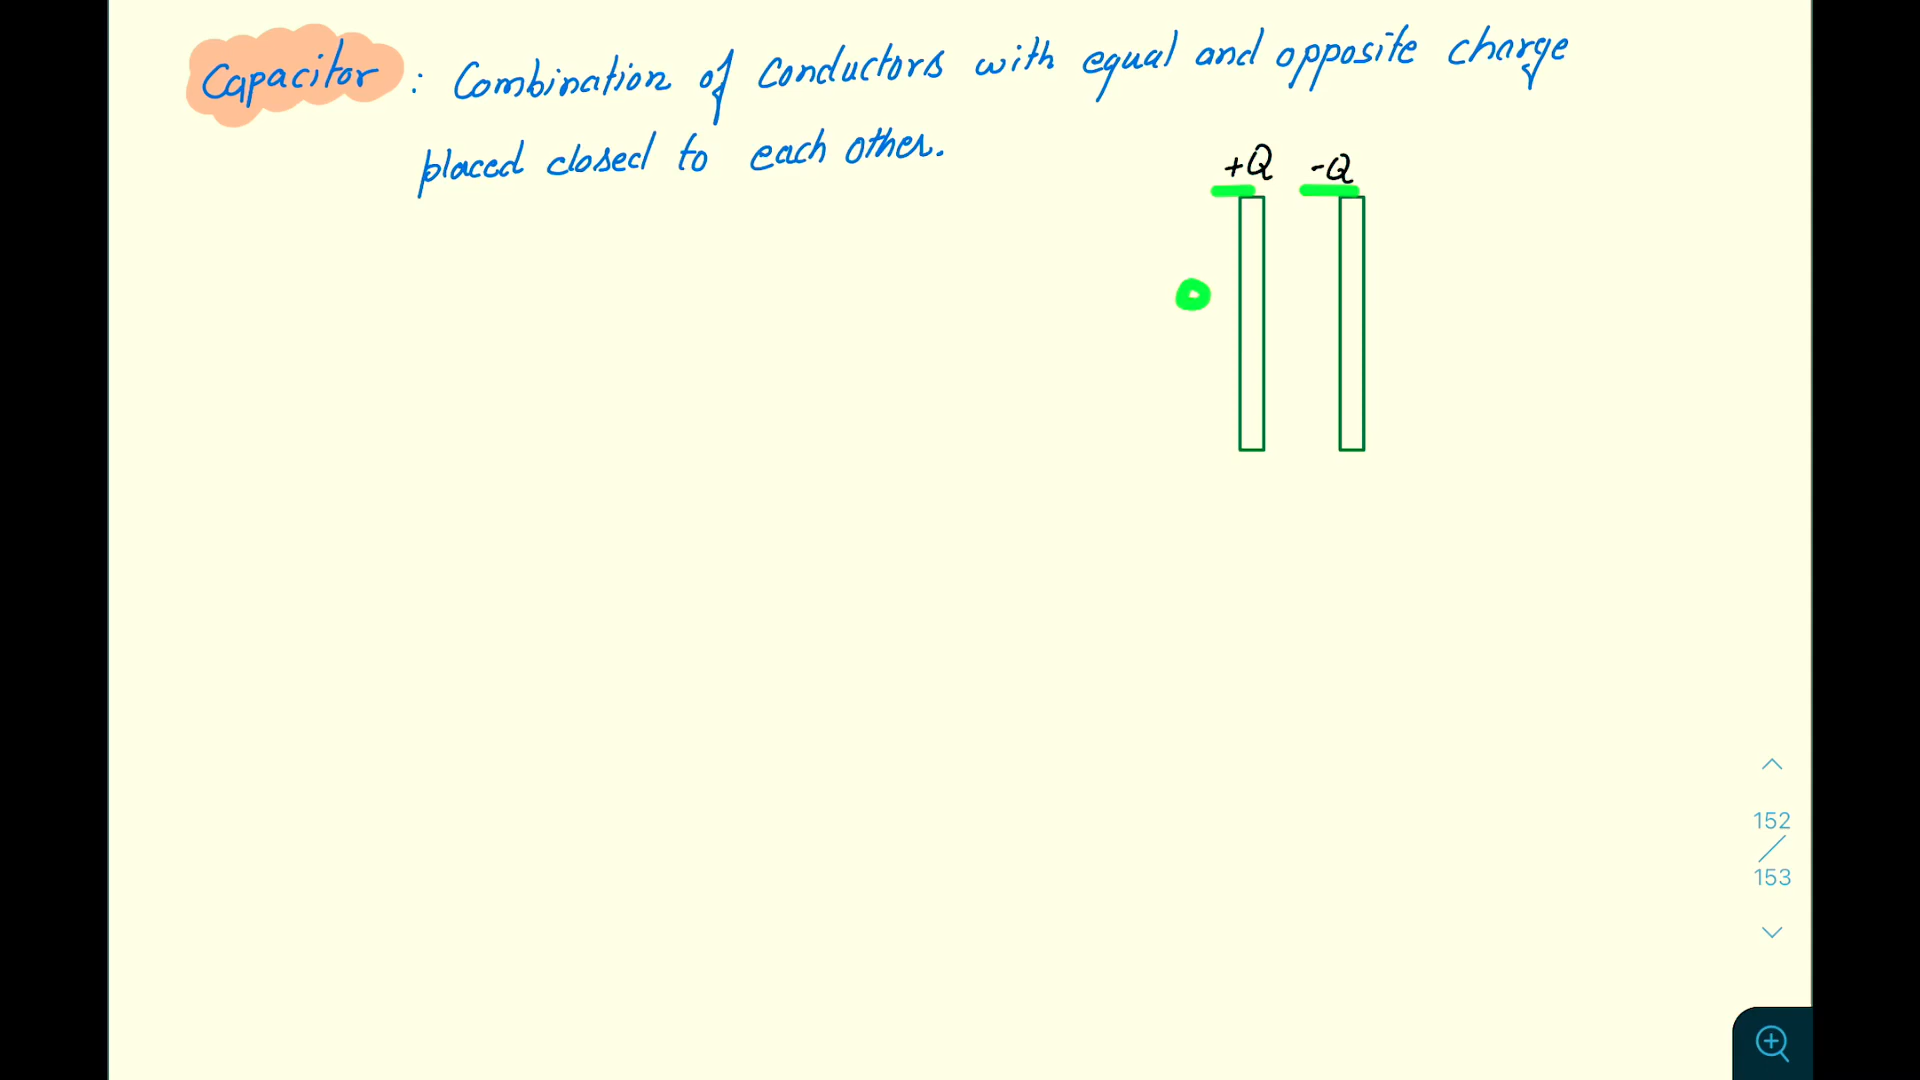 Capacitor : Combination of conductors with equal and opposite charge
placed closed to each other.
+Q -Q
152
153